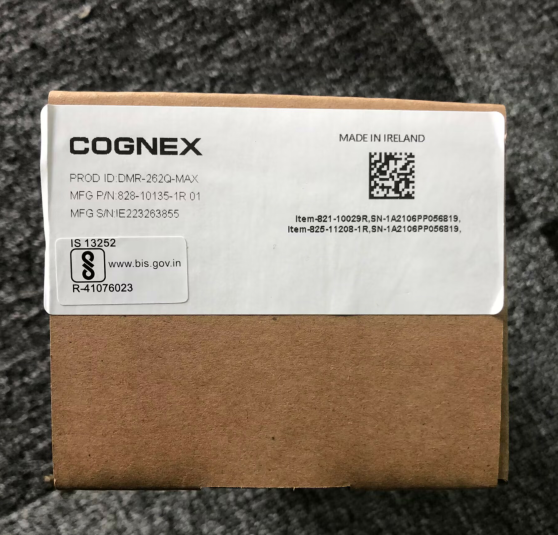 COGNEX
PROD ID:DMR-262Q-MAX
MFG P/N:828-10135-1R 01
MFG S/N:IE223263855
MADE IN IRELAND
Item-821-10029R,SN-1A2106PP056819,
Item-825-11208-1R,SN-1A2106PP056819,
IS 13252
www.bis.gov.in
R-41076023